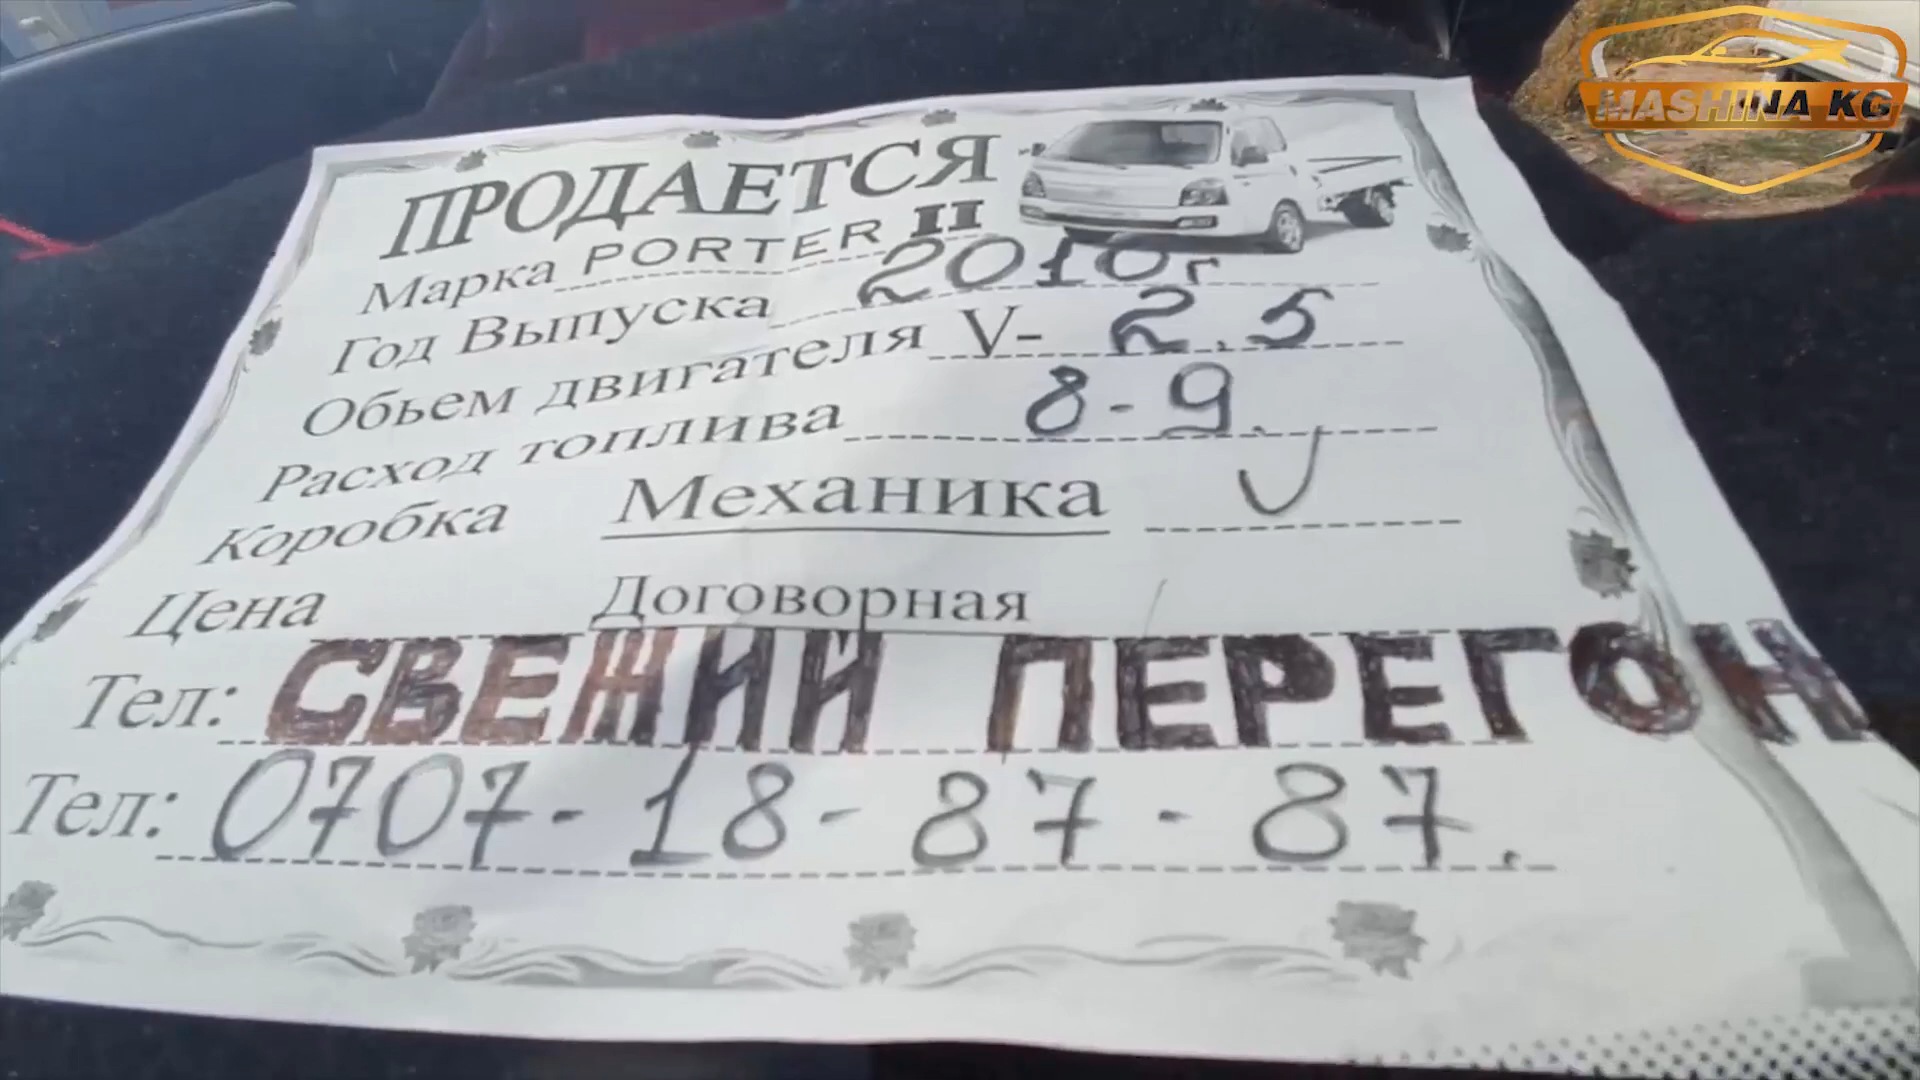 MASHINA KG
ПРОДАЕТСЯ
Марка PORTER II
Год Выпуска 2010г
Обьем двигателя V- 2.5
Расход топлива 8-9.
Коробка Механика
Цена Договорная
Тел: СВЕЖИЙ ПЕРЕГОН
Тел: 0707-18-87-87.